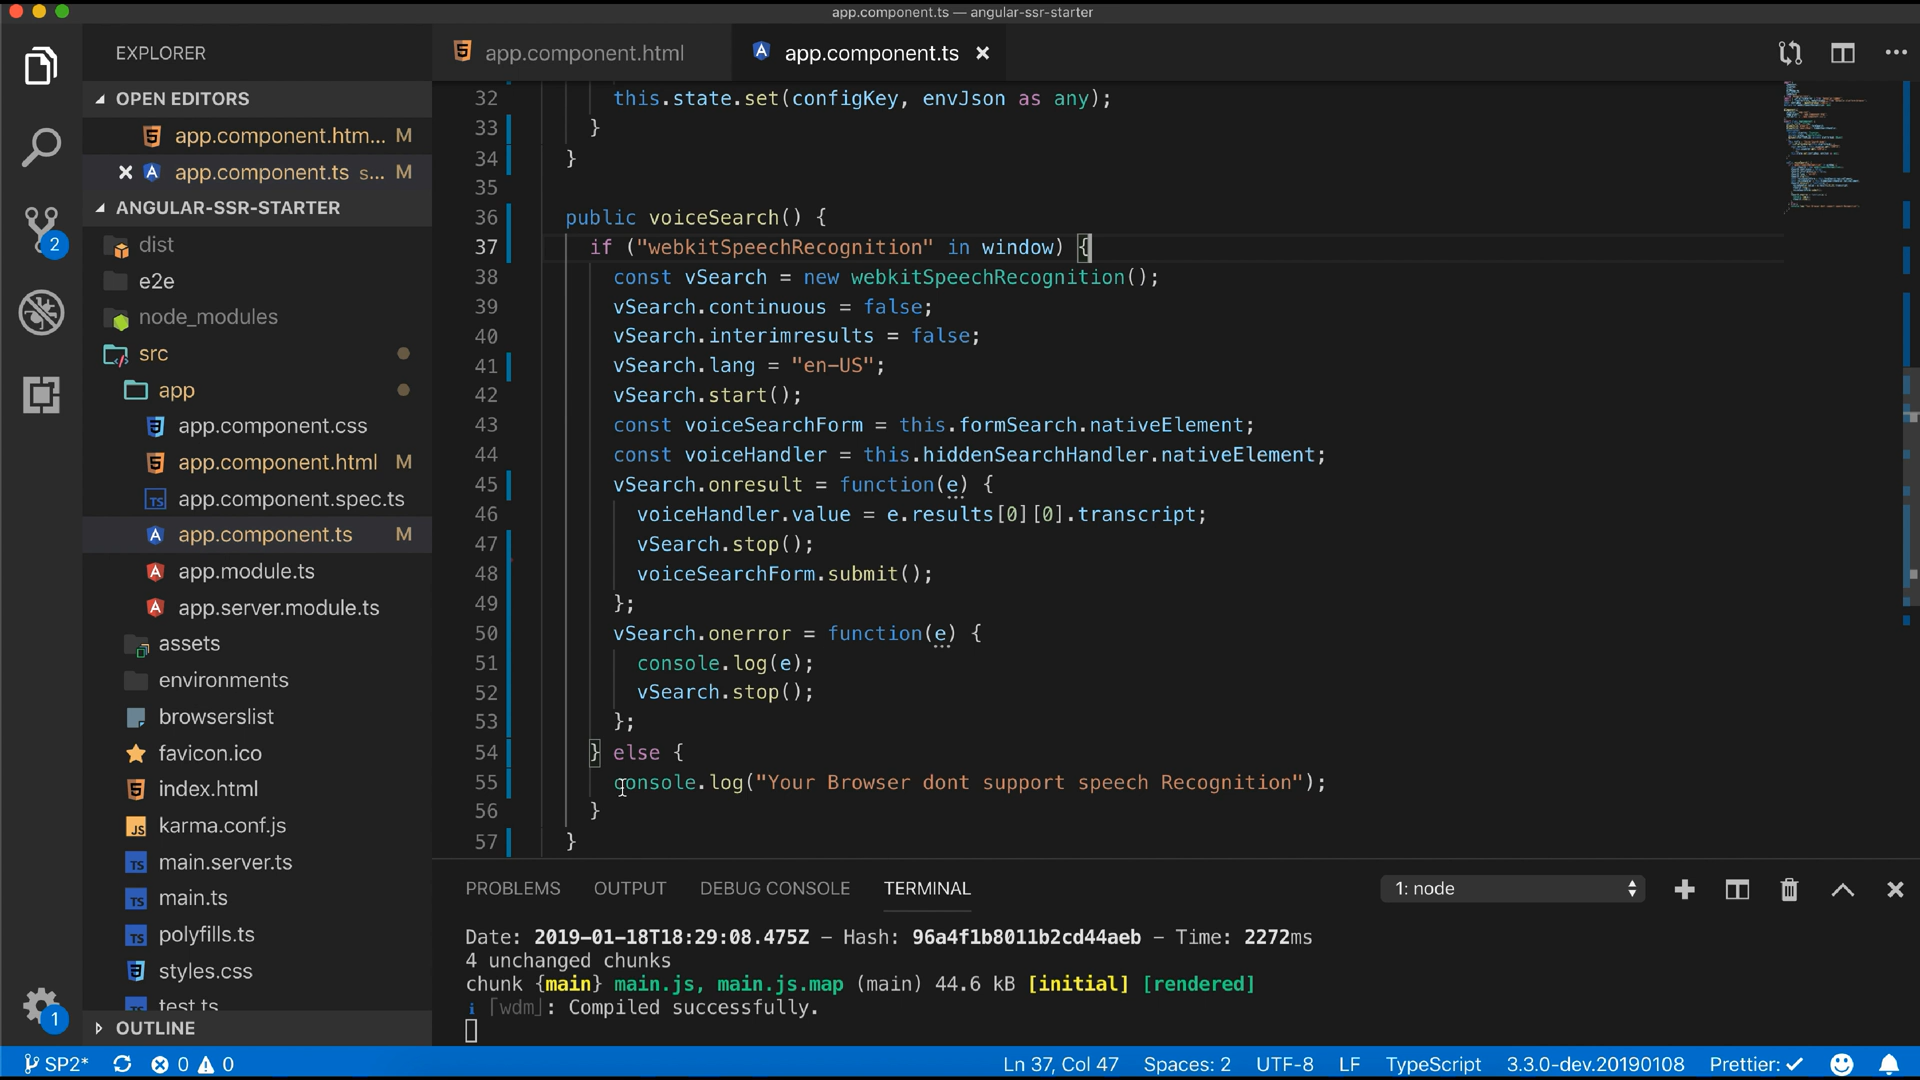 app.component.ts — angular-ssr-starter
EXPLORER
OPEN EDITORS
app.component.htm... M
app.component.ts s... M
ANGULAR-SSR-STARTER
dist
e2e
node_modules
src
app
app.component.css
app.component.html M
app.component.spec.ts
app.component.ts M
app.module.ts
app.server.module.ts
assets
environments
browserslist
favicon.ico
index.html
karma.conf.js
main.server.ts
main.ts
polyfills.ts
styles.css
test.ts
OUTLINE
2
1
app.component.html
app.component.ts
32 this.state.set(configKey, envJson as any);
33 }
34 }
35
36 public voiceSearch() {
37 if ("webkitSpeechRecognition" in window) {
38 const vSearch = new webkitSpeechRecognition();
39 vSearch.continuous = false;
40 vSearch.interimresults = false;
41 vSearch.lang = "en-US";
42 vSearch.start();
43 const voiceSearchForm = this.formSearch.nativeElement;
44 const voiceHandler = this.hiddenSearchHandler.nativeElement;
45 vSearch.onresult = function(e) {
46 voiceHandler.value = e.results[0][0].transcript;
47 vSearch.stop();
48 voiceSearchForm.submit();
49 };
50 vSearch.onerror = function(e) {
51 console.log(e);
52 vSearch.stop();
53 };
54 } else {
55 console.log("Your Browser dont support speech Recognition");
56 }
57 }
PROBLEMS OUTPUT DEBUG CONSOLE TERMINAL 1: node
Date: 2019-01-18T18:29:08.475Z - Hash: 96a4f1b8011b2cd44aeb - Time: 2272ms
4 unchanged chunks
chunk {main} main.js, main.js.map (main) 44.6 kB [initial] [rendered]
i ｢wdm｣: Compiled successfully.
SP2* 0 0 Ln 37, Col 47 Spaces: 2 UTF-8 LF TypeScript 3.3.0-dev.20190108 Prettier: ✓